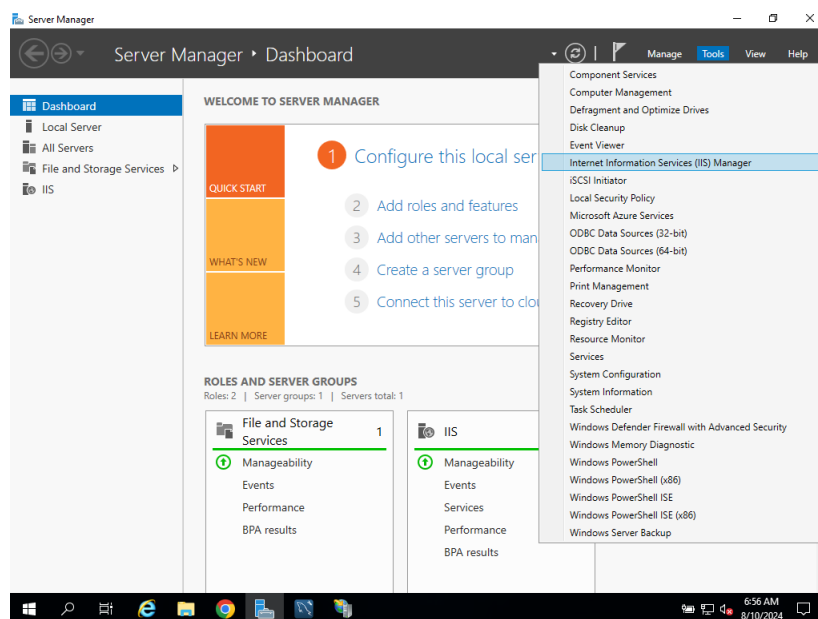 Server Manager
Server Manager • Dashboard
Manage
Tools
View
Help
Dashboard
Local Server
All Servers
File and Storage Services
IIS
WELCOME TO SERVER MANAGER
QUICK START
WHAT'S NEW
LEARN MORE
1 Configure this local ser
2 Add roles and features
3 Add other servers to man
4 Create a server group
5 Connect this server to clou
ROLES AND SERVER GROUPS
Roles: 2 | Server groups: 1 | Servers total: 1
File and Storage
Services
1
Manageability
Events
Performance
BPA results
IIS
Manageability
Events
Services
Performance
BPA results
Component Services
Computer Management
Defragment and Optimize Drives
Disk Cleanup
Event Viewer
Internet Information Services (IIS) Manager
iSCSI Initiator
Local Security Policy
Microsoft Azure Services
ODBC Data Sources (32-bit)
ODBC Data Sources (64-bit)
Performance Monitor
Print Management
Recovery Drive
Registry Editor
Resource Monitor
Services
System Configuration
System Information
Task Scheduler
Windows Defender Firewall with Advanced Security
Windows Memory Diagnostic
Windows PowerShell
Windows PowerShell (x86)
Windows PowerShell ISE
Windows PowerShell ISE (x86)
Windows Server Backup
6:56 AM
8/10/2024